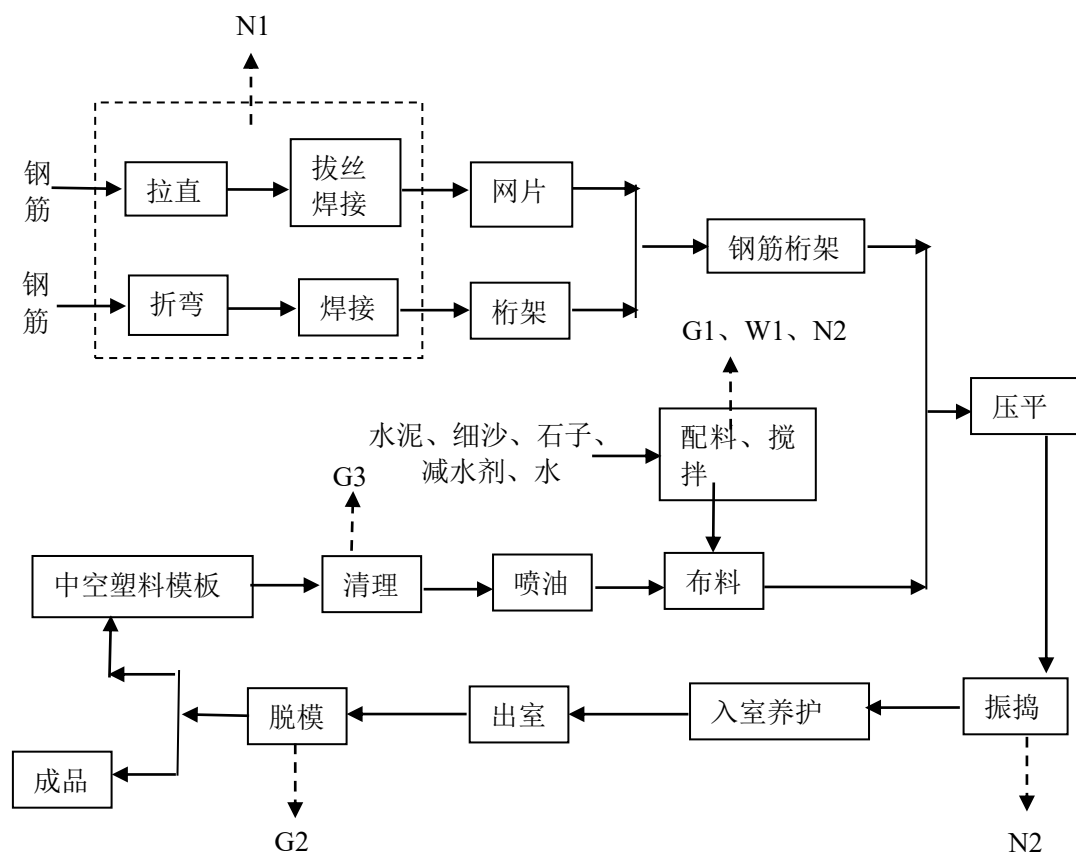 N1
钢
筋
拉直
拔丝
焊接
网片
钢筋桁架
钢
筋
折弯
焊接
桁架
G1、W1、N2
压平
水泥、细沙、石子、
减水剂、水
配料、搅
拌
G3
中空塑料模板
清理
喷油
布料
成品
脱模
出室
入室养护
振捣
G2
N2